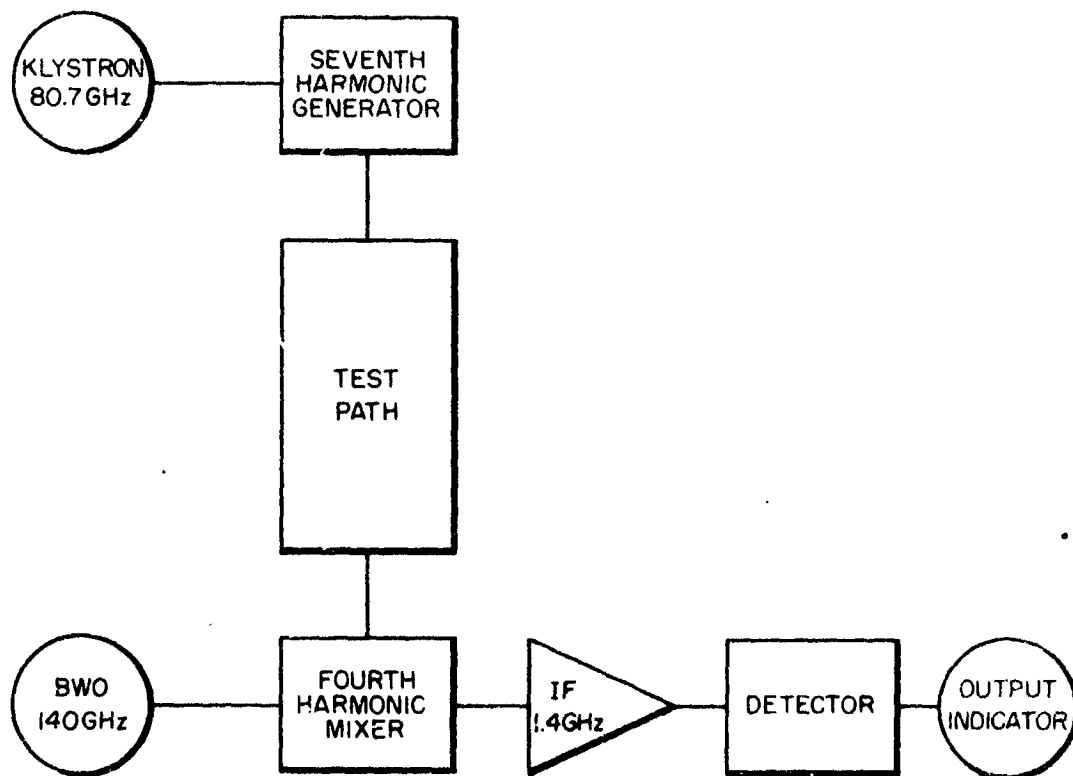 KLYSTRON
80.7GHz
SEVENTH
HARMONIC
GENERATOR
TEST
PATH
BWO
140GHz
FOURTH
HARMONIC
MIXER
IF
1.4GHz
DETECTOR
OUTPUT
INDICATOR